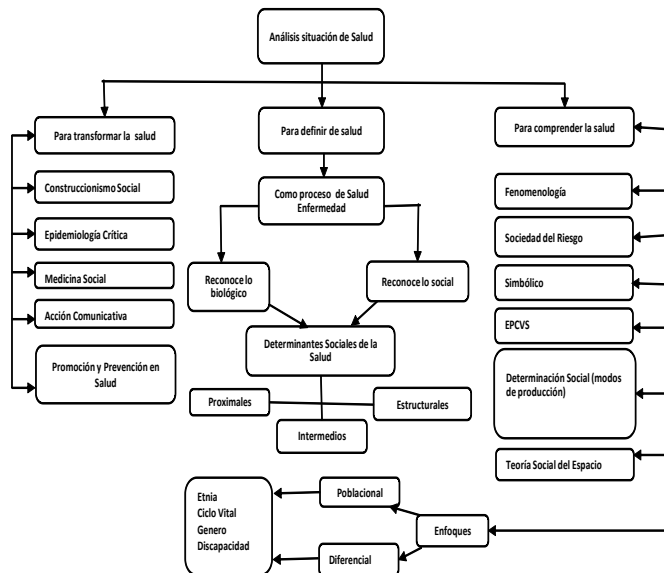 Análisis situación de Salud
Para transformar la salud
Para definir de salud
Para comprender la salud
Construccionismo Social
Como proceso de Salud
Enfermedad
Fenomenología
Epidemiología Crítica
Sociedad del Riesgo
Medicina Social
Reconoce lo
biológico
Reconoce lo social
Simbólico
Acción Comunicativa
EPCVS
Determinantes Sociales de la
Salud
Promoción y Prevención en
Salud
Determinación Social (modos
de producción)
Proximales
Estructurales
Intermedios
Teoría Social del Espacio
Etnia
Ciclo Vital
Genero
Discapacidad
Poblacional
Enfoques
Diferencial